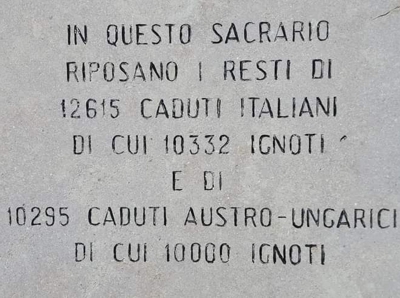 IN QUESTO SACRARIO
RIPOSANO I RESTI DI
12615 CADUTI ITALIANI
DI CUI 10332 IGNOTI
E DI
10295 CADUTI AUSTRO-UNGARICI
DI CUI 10000 IGNOTI